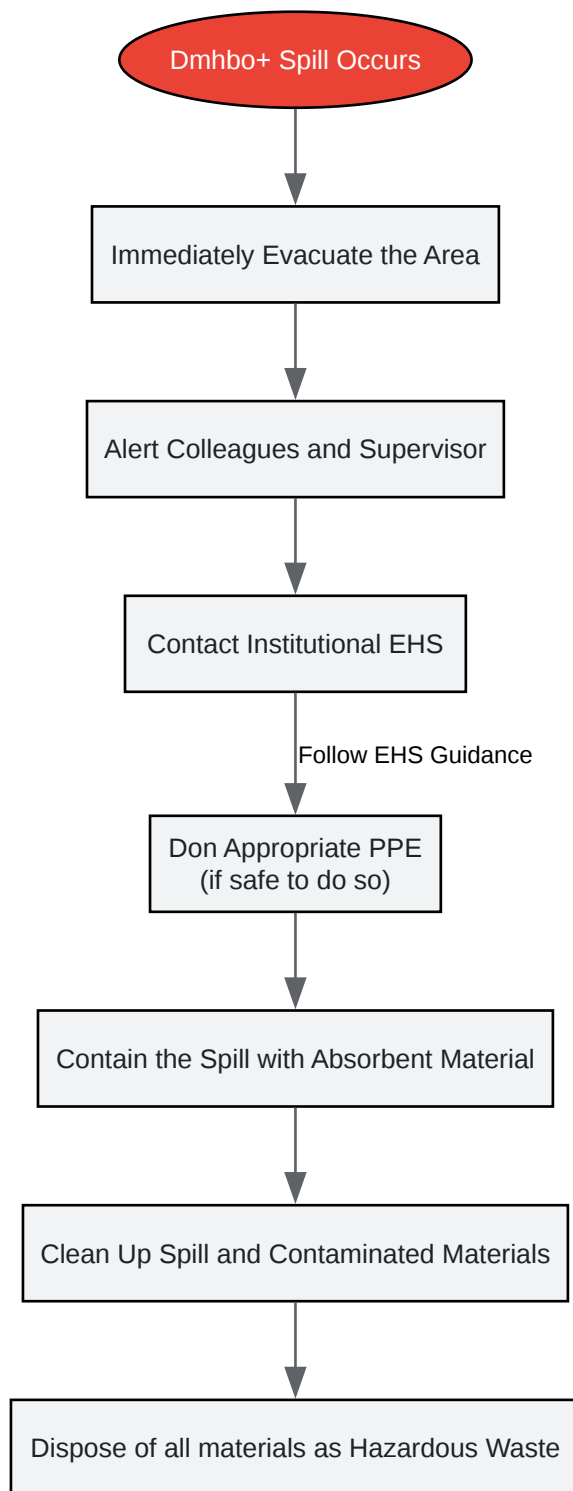 Dmhbo+ Spill Occurs
Immediately Evacuate the Area
Alert Colleagues and Supervisor
Contact Institutional EHS
Follow EHS Guidance
Don Appropriate PPE
(if safe to do so)
Contain the Spill with Absorbent Material
Clean Up Spill and Contaminated Materials
Dispose of all materials as Hazardous Waste